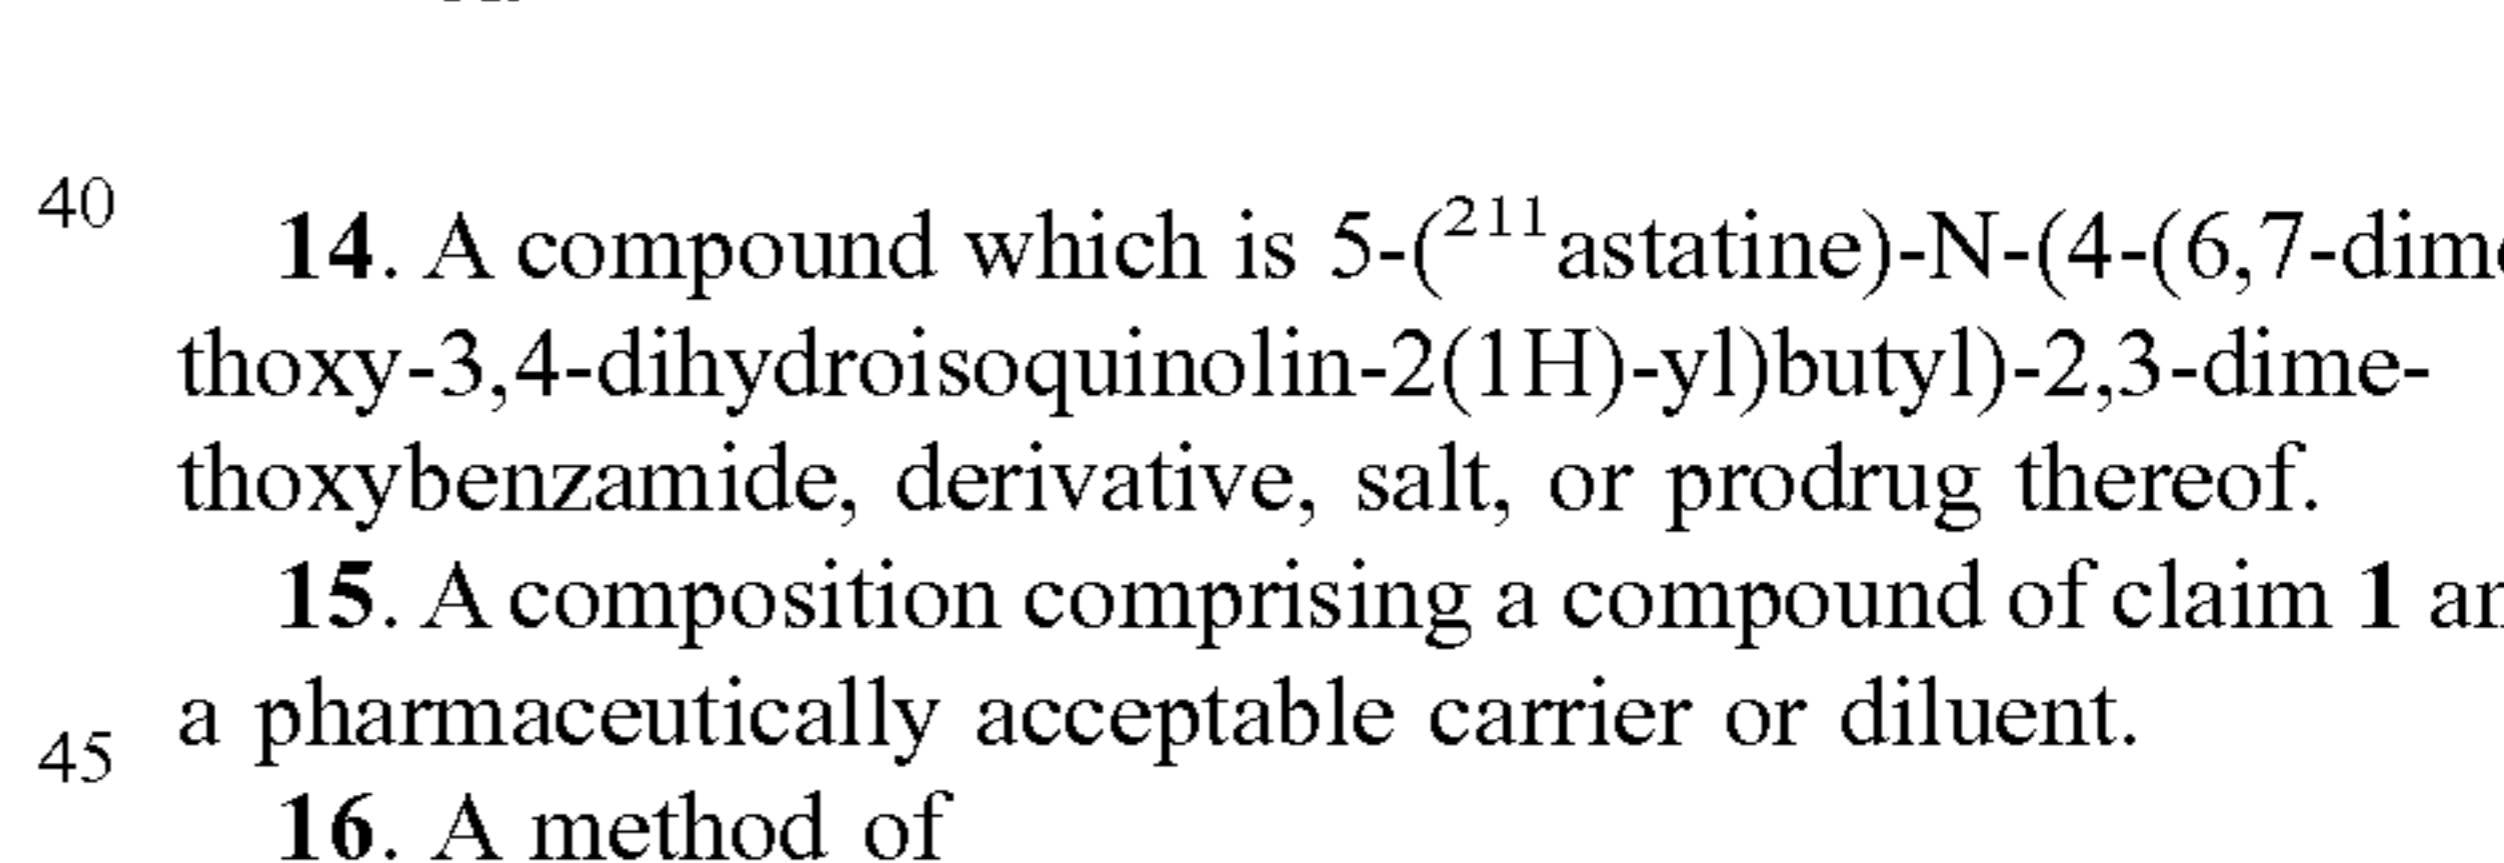 40
14. A compound which is 5-(²¹¹astatine)-N-(4-(6,7-dime
thoxy-3,4-dihydroisoquinolin-2(1H)-yl)butyl)-2,3-dime-
thoxybenzamide, derivative, salt, or prodrug thereof.
15. A composition comprising a compound of claim 1 an
a pharmaceutically acceptable carrier or diluent.
45
16. A method of